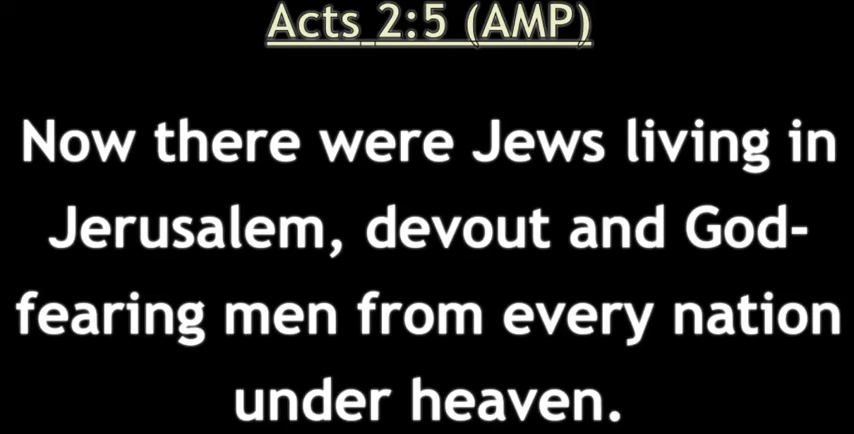 Acts 2:5 (AMP)
Now there were Jews living in
Jerusalem, devout and God-
fearing men from every nation
under heaven.